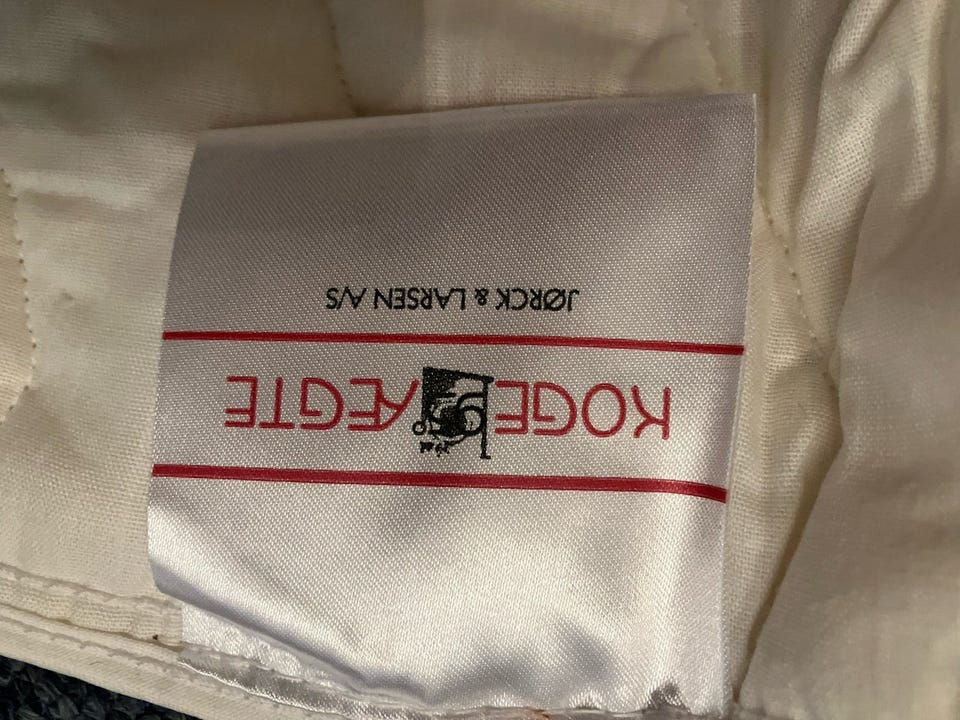 KOGE ÆGTE
JØRCK & LARSEN A/S